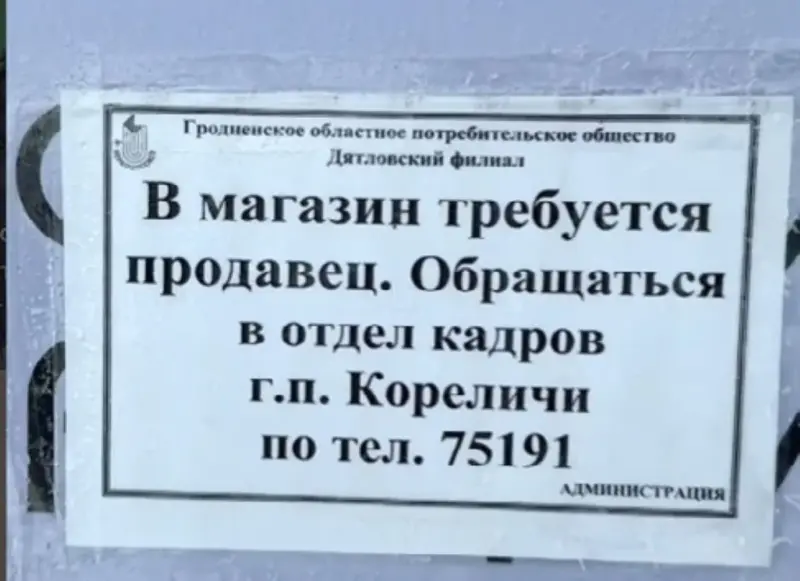 Гродненское областное потребительское общество
Дятловский филиал
В магазин требуется
продавец. Обращаться
в отдел кадров
г.п. Кореличи
по тел. 75191
АДМИНИСТРАЦИЯ